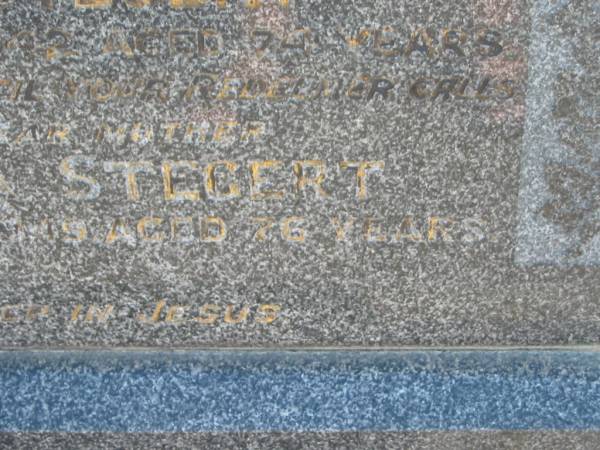 AGED 74 YEARS
YOUR REDEEMER CALLS
MOTHER
STEGERT
AGED 76 YEARS
IN JESUS